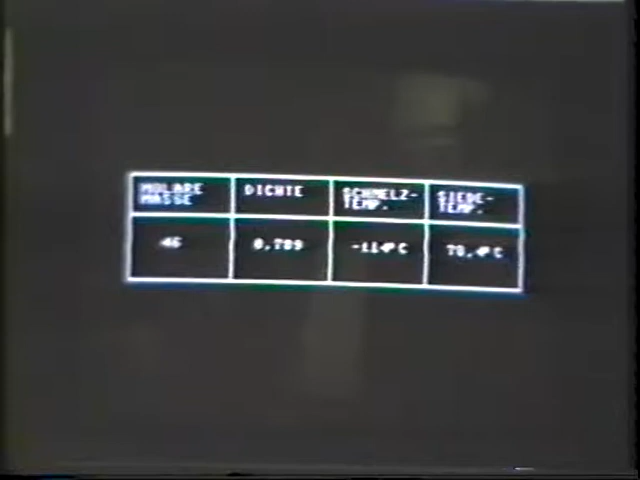 MOLARE MASSE
DICHTE
SCHMELZ-TEMP.
SIEDE-TEMP.
46
0,789
-114°C
78,4°C